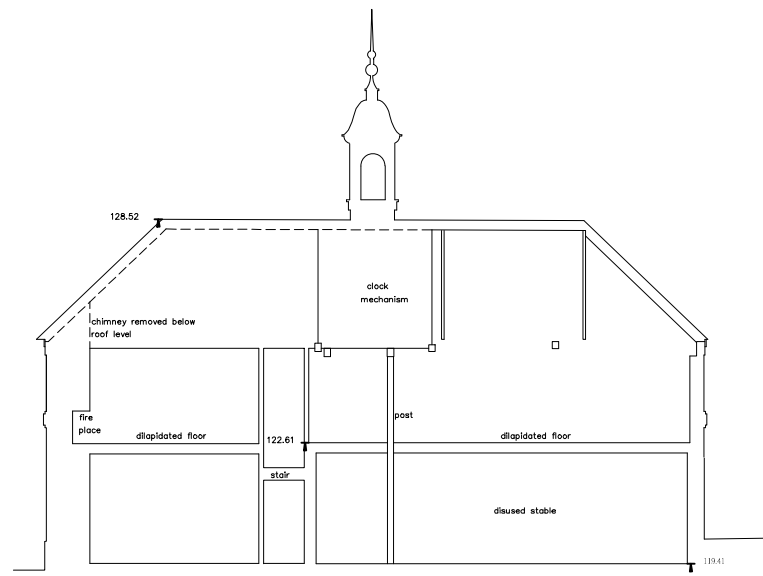 128.52
clock
mechanism
chimney removed below
roof level
fire
place
post
dilapidated floor
122.61
dilapidated floor
stair
disused stable
119.41